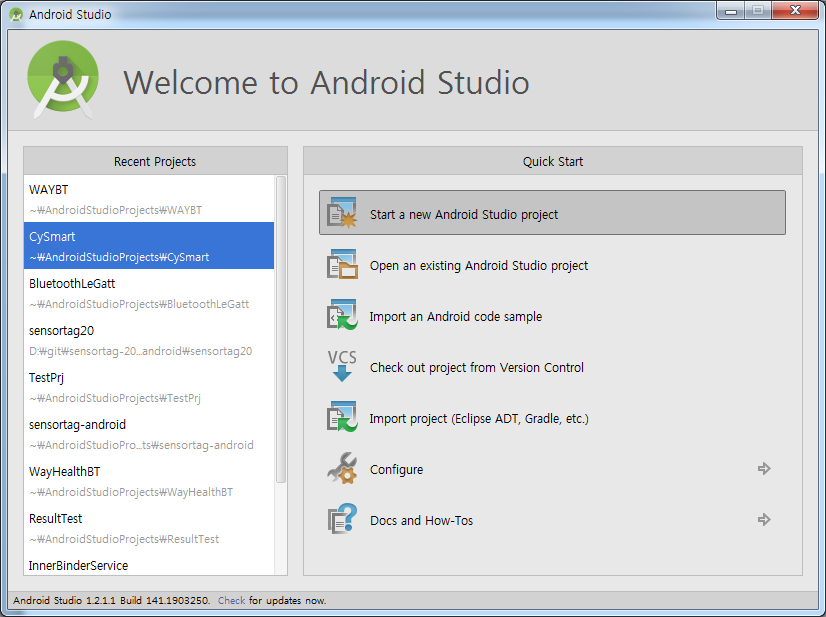 Android Studio
Welcome to Android Studio
Recent Projects
WAYBT
~₩AndroidStudioProjects₩WAYBT
CySmart
~₩AndroidStudioProjects₩CySmart
BluetoothLeGatt
~₩AndroidStudioProjects₩BluetoothLeGatt
sensortag20
D:₩git₩sensortag-20...android₩sensortag20
TestPrj
~₩AndroidStudioProjects₩TestPrj
sensortag-android
~₩AndroidStudioPro...ts₩sensortag-android
WayHealthBT
~₩AndroidStudioProjects₩WayHealthBT
ResultTest
~₩AndroidStudioProjects₩ResultTest
InnerBinderService
Quick Start
Start a new Android Studio project
Open an existing Android Studio project
Import an Android code sample
VCS
Check out project from Version Control
Import project (Eclipse ADT, Gradle, etc.)
Configure
Docs and How-Tos
Android Studio 1.2.1.1 Build 141.1903250. Check for updates now.